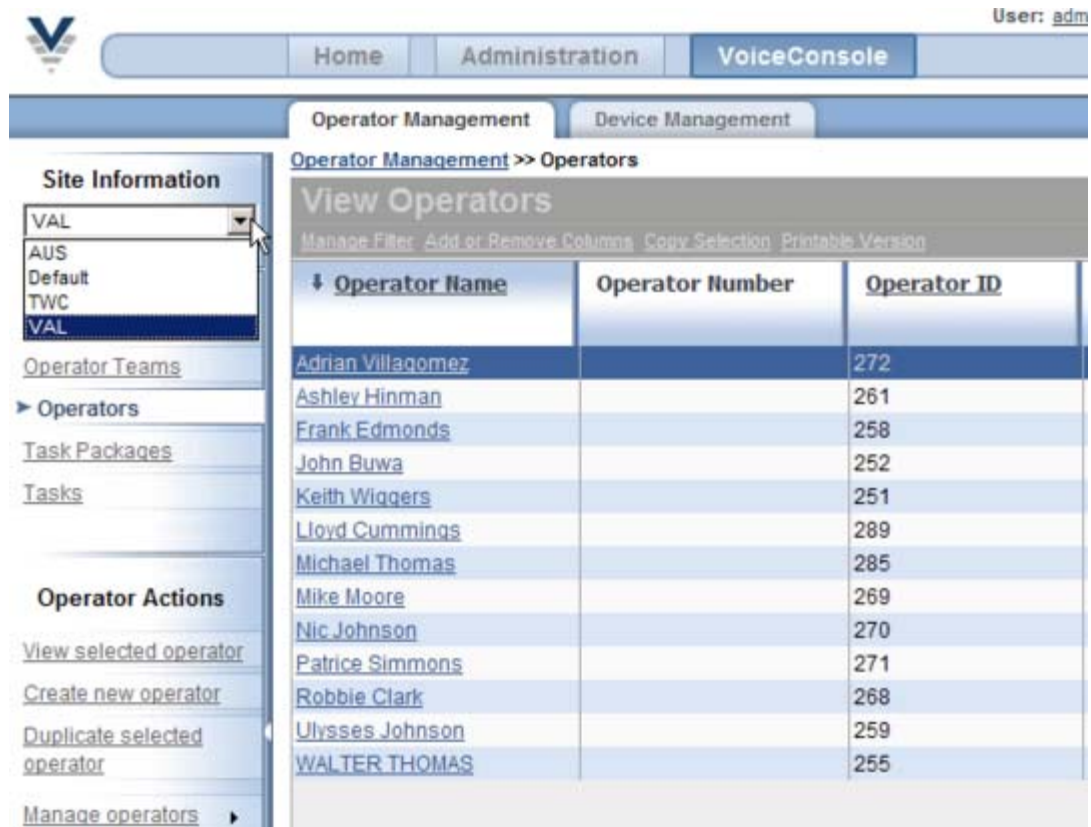 User: adm
Home Administration VoiceConsole
Operator Management Device Management
Operator Management >> Operators
Site Information
VAL
AUS
Default
TWC
VAL
Operator Teams
Operators
Task Packages
Tasks
Operator Actions
View selected operator
Create new operator
Duplicate selected
operator
Manage operators
View Operators
Manage Filter Add or Remove Columns Copy Selection Printable Version
Operator Name Operator Number Operator ID
Adrian Villagomez 272
Ashley Hinman 261
Frank Edmonds 258
John Buwa 252
Keith Wiggers 251
Lloyd Cummings 289
Michael Thomas 285
Mike Moore 269
Nic Johnson 270
Patrice Simmons 271
Robbie Clark 268
Ulysses Johnson 259
WALTER THOMAS 255